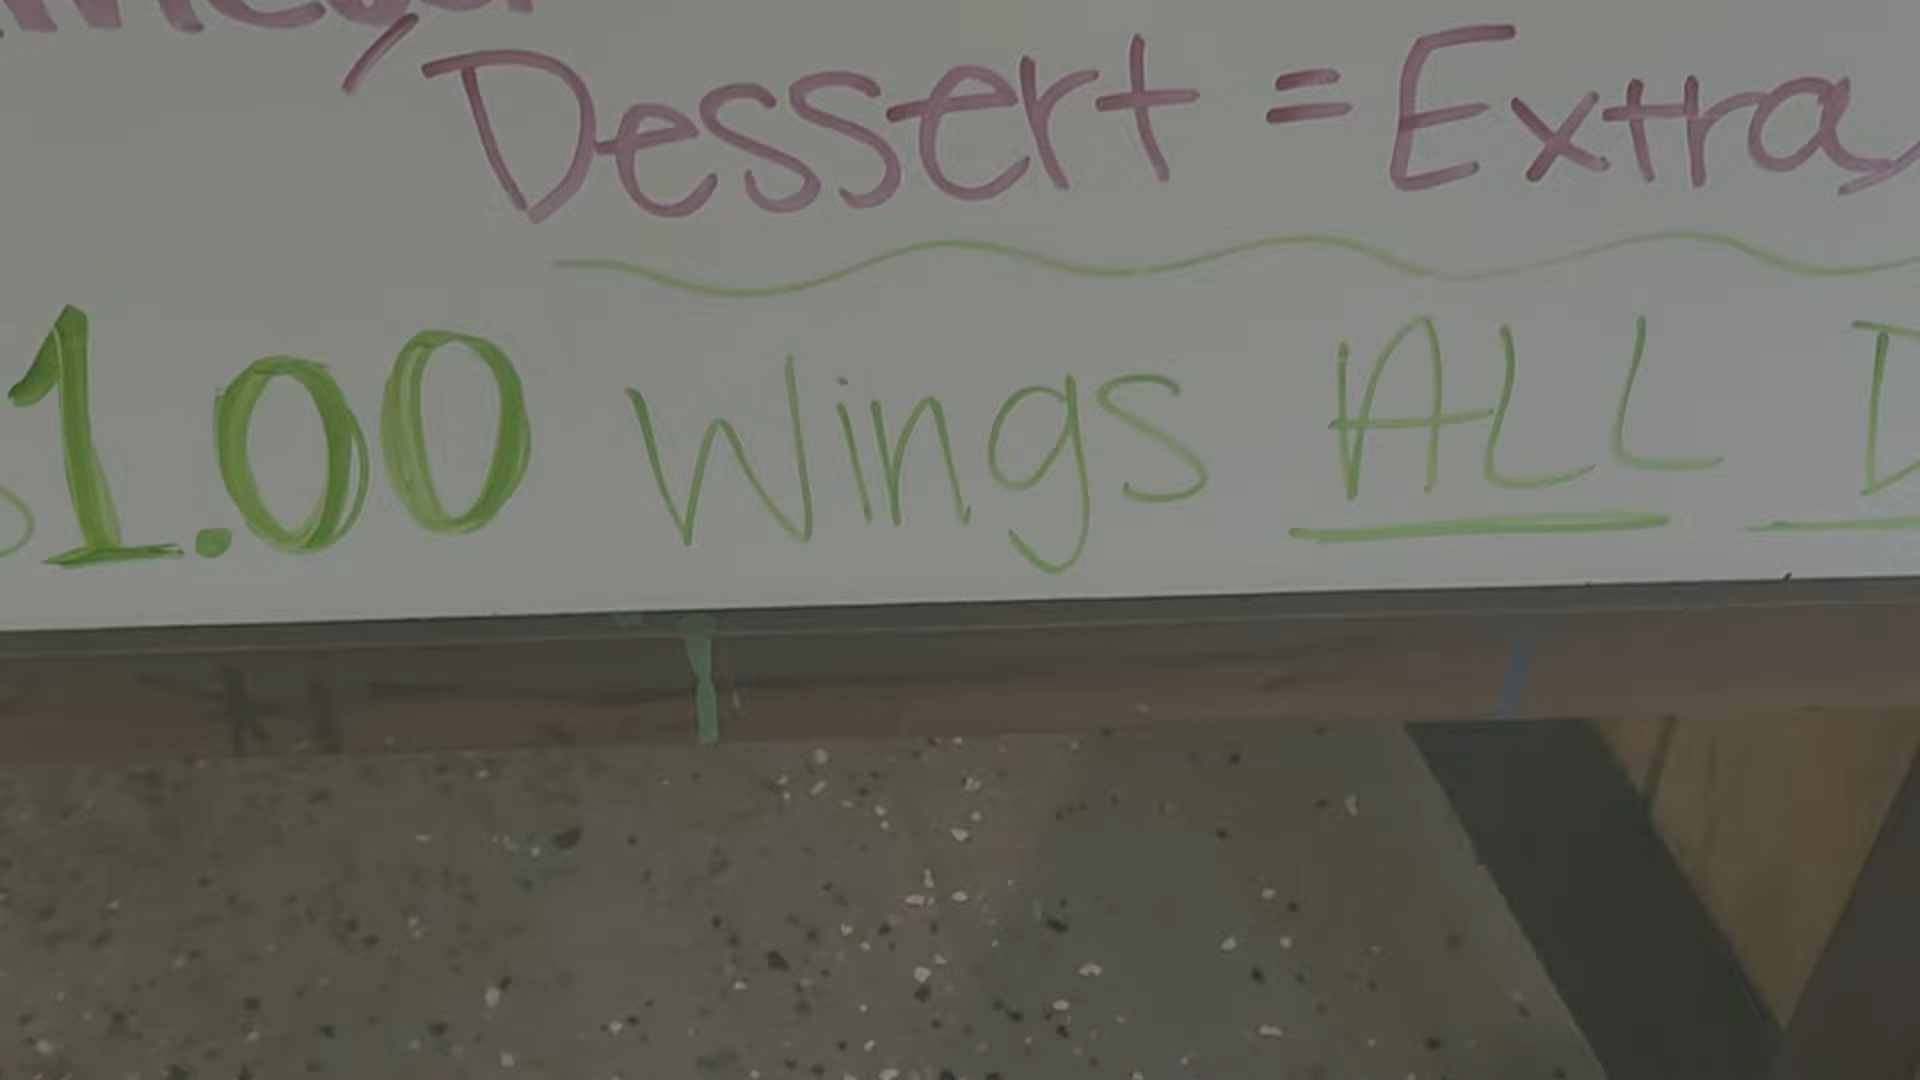 Dessert = Extra
$1.00 Wings ALL